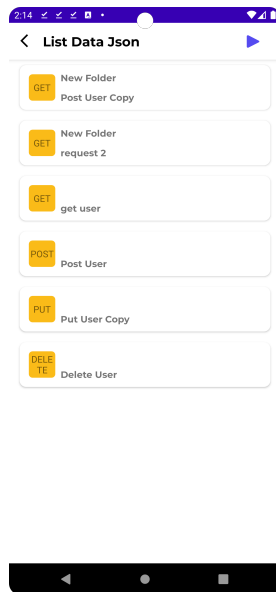 2:14
List Data Json
GET
New Folder
Post User Copy
GET
New Folder
request 2
GET
get user
POST
Post User
PUT
Put User Copy
DELE
TE
Delete User